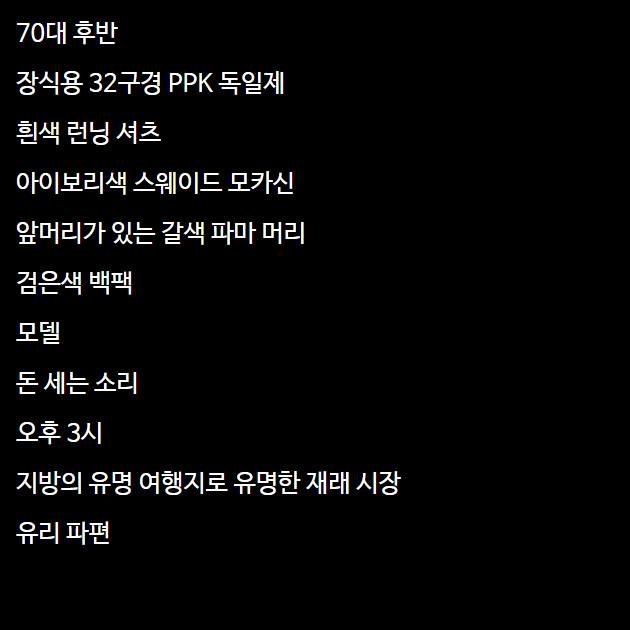 70대 후반
장식용 32구경 PPK 독일제
흰색 런닝 셔츠
아이보리색 스웨이드 모카신
앞머리가 있는 갈색 파마 머리
검은색 백팩
모델
돈 세는 소리
오후 3시
지방의 유명 여행지로 유명한 재래 시장
유리 파편